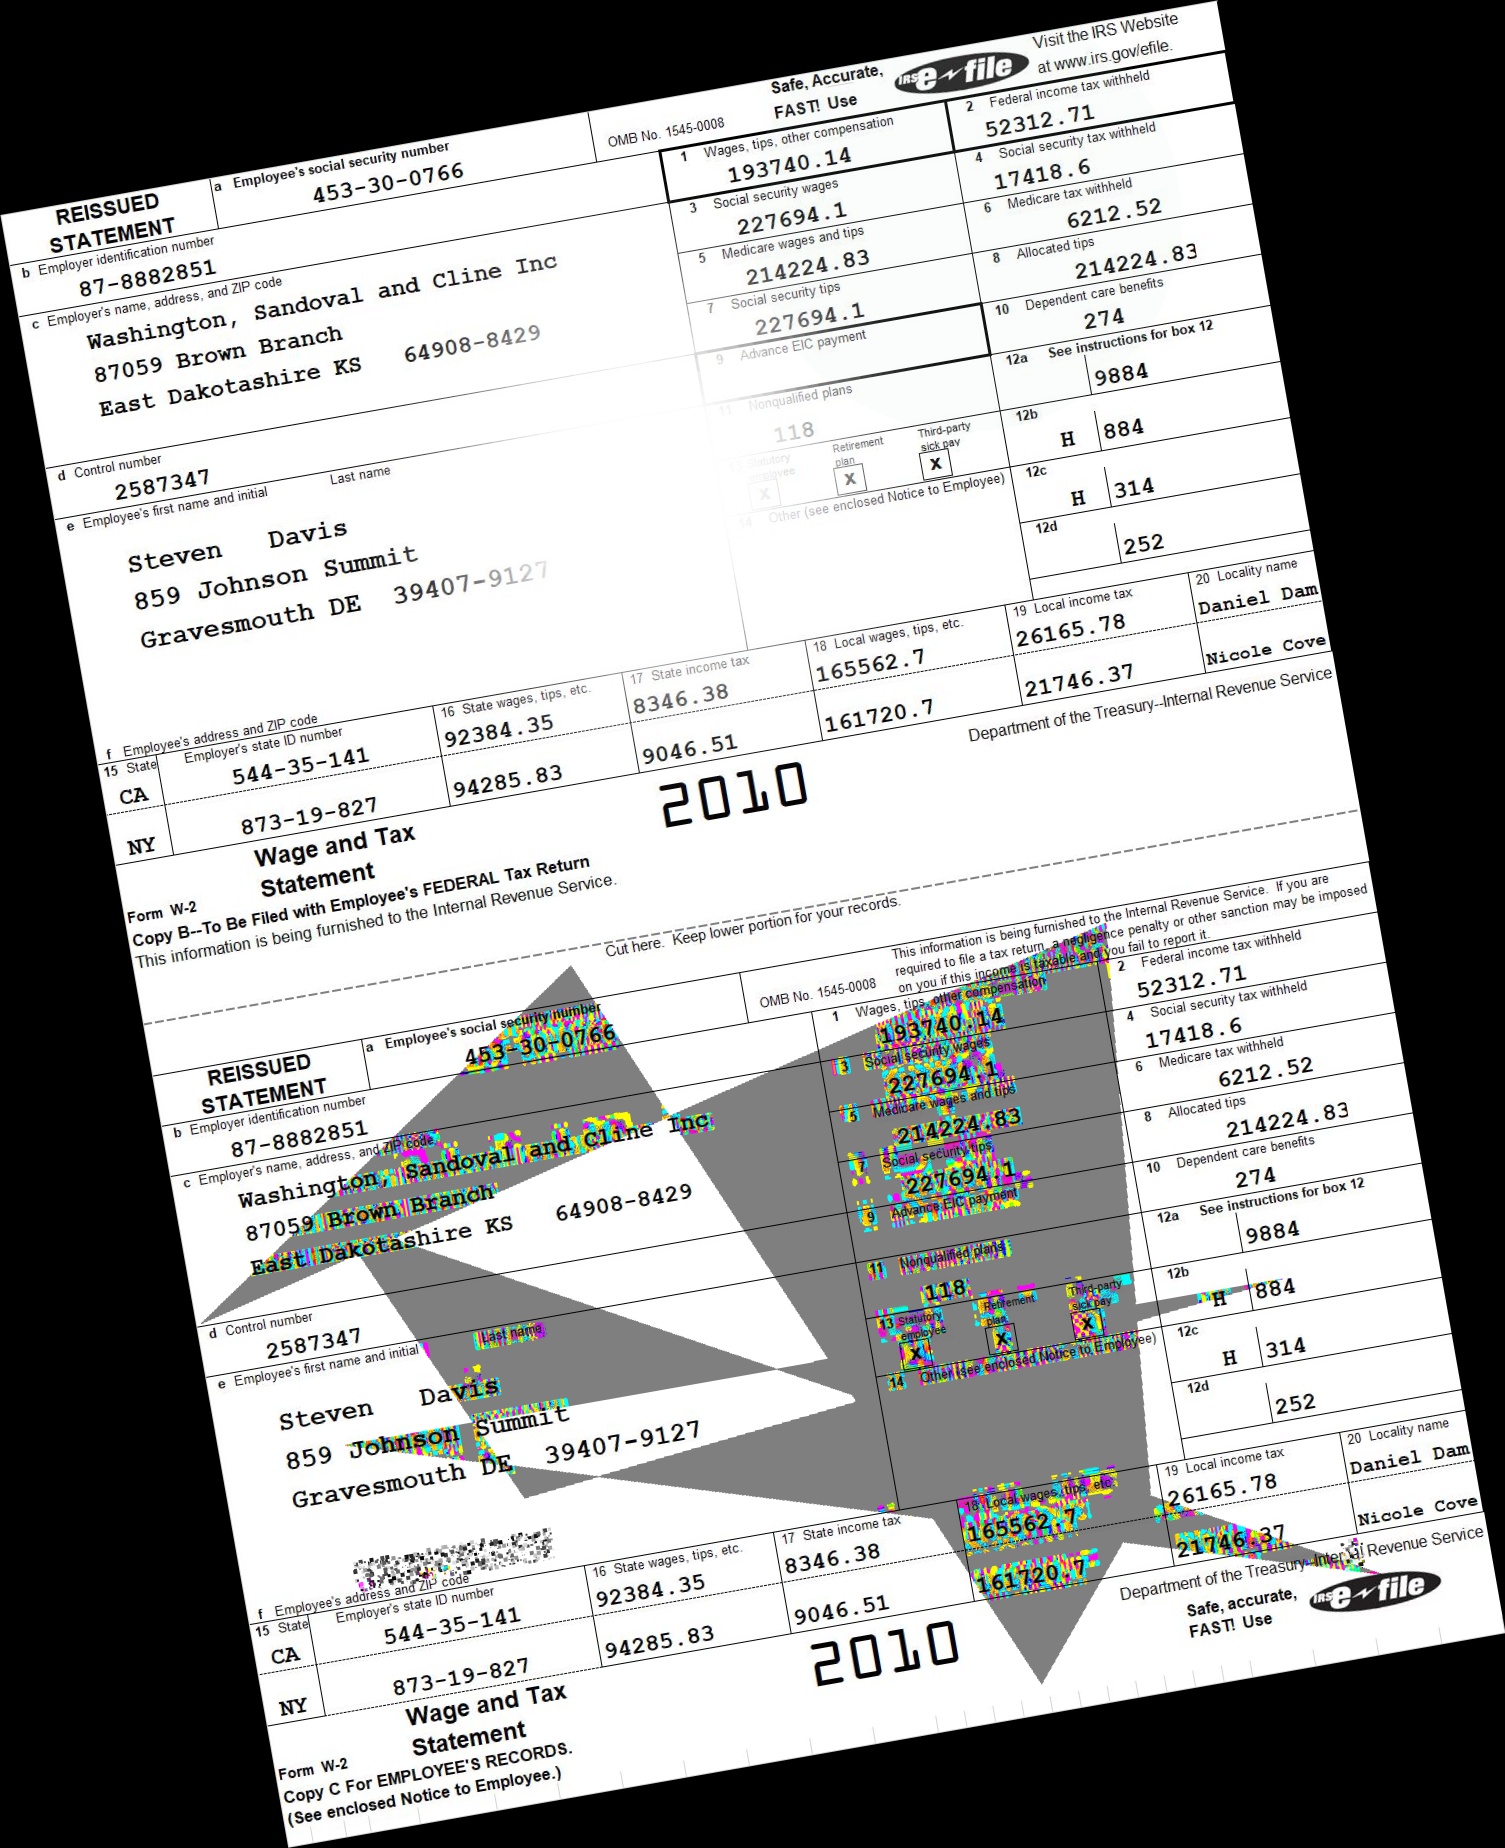 Visit the IRS Website
at www.irs.gov/efile.
Safe, Accurate,
FAST! Use
IRS e-file
REISSUED
STATEMENT
a Employee's social security number
453-30-0766
OMB No. 1545-0008
1 Wages, tips, other compensation
193740.14
2 Federal income tax withheld
52312.71
3 Social security wages
227694.1
4 Social security tax withheld
17418.6
b Employer identification number
87-8882851
5 Medicare wages and tips
214224.83
6 Medicare tax withheld
6212.52
c Employer's name, address, and ZIP code
Washington, Sandoval and Cline Inc
87059 Brown Branch
East Dakotashire KS 64908-8429
7 Social security tips
227694.1
8 Allocated tips
214224.83
9 Advance EIC payment
10 Dependent care benefits
274
11 Nonqualified plans
118
12a See instructions for box 12
9884
12b
H 884
12c
H 314
12d
252
13 Statutory employee
X
Retirement plan
X
Third-party sick pay
X
14 Other (see enclosed Notice to Employee)
d Control number
2587347
e Employee's first name and initial Last name
Steven Davis
859 Johnson Summit
Gravesmouth DE 39407-9127
f Employee's address and ZIP code
15 State Employer's state ID number
CA 544-35-141
NY 873-19-827
16 State wages, tips, etc.
92384.35
94285.83
17 State income tax
8346.38
9046.51
18 Local wages, tips, etc.
165562.7
161720.7
19 Local income tax
26165.78
21746.37
20 Locality name
Daniel Dam
Nicole Cove
Form W-2
Wage and Tax
Statement
2010
Department of the Treasury--Internal Revenue Service
Copy B--To Be Filed with Employee's FEDERAL Tax Return
This information is being furnished to the Internal Revenue Service.
Cut here. Keep lower portion for your records.
This information is being furnished to the Internal Revenue Service. If you are
required to file a tax return, a negligence penalty or other sanction may be imposed
on you if this income is taxable and you fail to report it.
REISSUED
STATEMENT
a Employee's social security number
453-30-0766
OMB No. 1545-0008
1 Wages, tips, other compensation
193740.14
2 Federal income tax withheld
52312.71
3 Social security wages
227694.1
4 Social security tax withheld
17418.6
b Employer identification number
87-8882851
5 Medicare wages and tips
214224.83
6 Medicare tax withheld
6212.52
c Employer's name, address, and ZIP code
Washington, Sandoval and Cline Inc
87059 Brown Branch
East Dakotashire KS 64908-8429
7 Social security tips
227694.1
8 Allocated tips
214224.83
9 Advance EIC payment
10 Dependent care benefits
274
11 Nonqualified plans
118
12a See instructions for box 12
9884
12b
H 884
12c
H 314
12d
252
13 Statutory employee
X
Retirement plan
X
Third-party sick pay
X
14 Other (see enclosed Notice to Employee)
d Control number
2587347
e Employee's first name and initial Last name
Steven Davis
859 Johnson Summit
Gravesmouth DE 39407-9127
f Employee's address and ZIP code
15 State Employer's state ID number
CA 544-35-141
NY 873-19-827
16 State wages, tips, etc.
92384.35
94285.83
17 State income tax
8346.38
9046.51
18 Local wages, tips, etc.
165562.7
161720.7
19 Local income tax
26165.78
21746.37
20 Locality name
Daniel Dam
Nicole Cove
Form W-2
Wage and Tax
Statement
2010
Department of the Treasury--Internal Revenue Service
Safe, accurate,
FAST! Use
IRS e-file
Copy C For EMPLOYEE'S RECORDS.
(See enclosed Notice to Employee.)